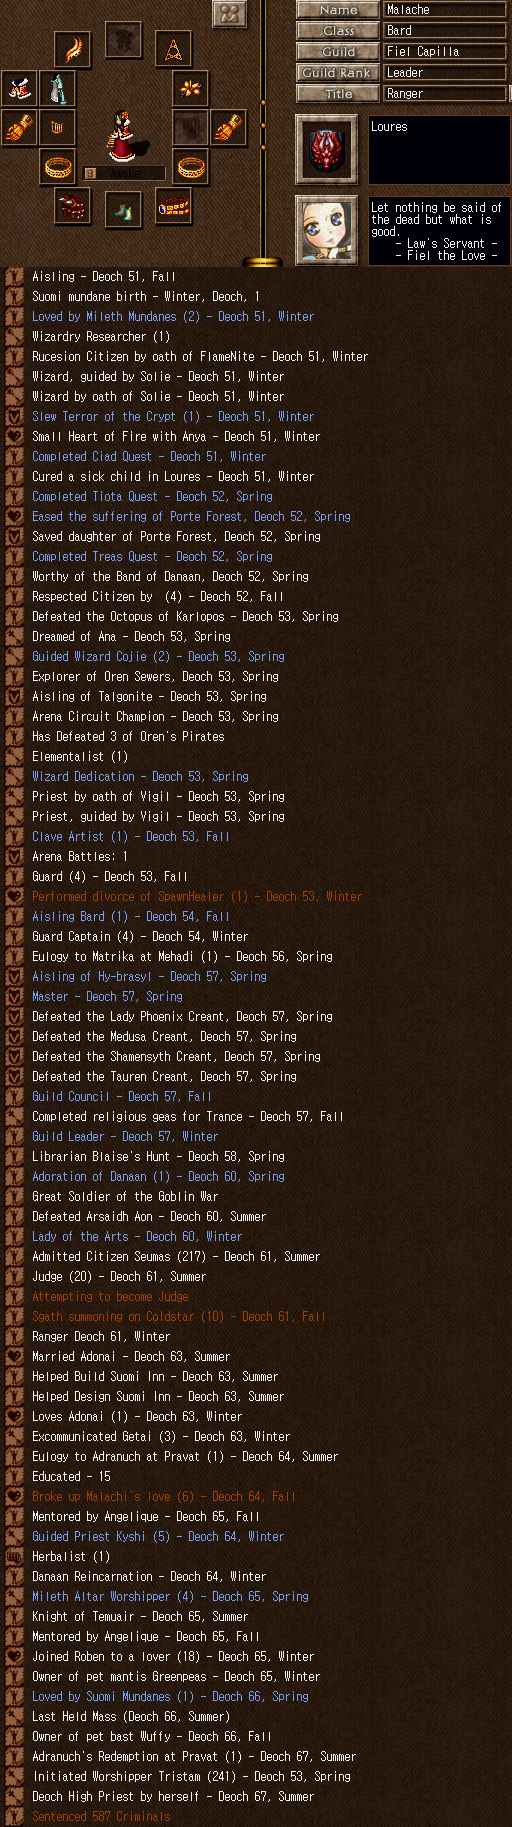 Name Malache
Class Bard
Guild Fiel Capilla
Guild Rank Leader
Title Ranger
Loures
Awake
Let nothing be said of
the dead but what is
good.
- Law's Servant -
- Fiel the Love -
Aisling - Deoch 51, Fall
Suomi mundane birth - Winter, Deoch, 1
Loved by Mileth Mundanes (2) - Deoch 51, Winter
Wizardry Researcher (1)
Rucesion Citizen by oath of FlameNite - Deoch 51, Winter
Wizard, guided by Solie - Deoch 51, Winter
Wizard by oath of Solie - Deoch 51, Winter
Slew Terror of the Crypt (1) - Deoch 51, Winter
Small Heart of Fire with Anya - Deoch 51, Winter
Completed Ciad Quest - Deoch 51, Winter
Cured a sick child in Loures - Deoch 51, Winter
Completed Tiota Quest - Deoch 52, Spring
Eased the suffering of Porte Forest, Deoch 52, Spring
Saved daughter of Porte Forest, Deoch 52, Spring
Completed Treas Quest - Deoch 52, Spring
Worthy of the Band of Danaan, Deoch 52, Spring
Respected Citizen by  (4) - Deoch 52, Fall
Defeated the Octopus of Karlopos - Deoch 53, Spring
Dreamed of Ana - Deoch 53, Spring
Guided Wizard Cojie (2) - Deoch 53, Spring
Explorer of Oren Sewers, Deoch 53, Spring
Aisling of Talgonite - Deoch 53, Spring
Arena Circuit Champion - Deoch 53, Spring
Has Defeated 3 of Oren's Pirates
Elementalist (1)
Wizard Dedication - Deoch 53, Spring
Priest by oath of Vigil - Deoch 53, Spring
Priest, guided by Vigil - Deoch 53, Spring
Clave Artist (1) - Deoch 53, Fall
Arena Battles: 1
Guard (4) - Deoch 53, Fall
Performed divorce of SpawnHealer (1) - Deoch 53, Winter
Aisling Bard (1) - Deoch 54, Fall
Guard Captain (4) - Deoch 54, Winter
Eulogy to Matrika at Mehadi (1) - Deoch 56, Spring
Aisling of Hy-brasyl - Deoch 57, Spring
Master - Deoch 57, Spring
Defeated the Lady Phoenix Creant, Deoch 57, Spring
Defeated the Medusa Creant, Deoch 57, Spring
Defeated the Shamensyth Creant, Deoch 57, Spring
Defeated the Tauren Creant, Deoch 57, Spring
Guild Council - Deoch 57, Fall
Completed religious geas for Trance - Deoch 57, Fall
Guild Leader - Deoch 57, Winter
Librarian Blaise's Hunt - Deoch 58, Spring
Adoration of Danaan (1) - Deoch 60, Spring
Great Soldier of the Goblin War
Defeated Arsaidh Aon - Deoch 60, Summer
Lady of the Arts - Deoch 60, Winter
Admitted Citizen Seumas (217) - Deoch 61, Summer
Judge (20) - Deoch 61, Summer
Attempting to become Judge
Sgath summoning on Coldstar (10) - Deoch 61, Fall
Ranger Deoch 61, Winter
Married Adonai - Deoch 63, Summer
Helped Build Suomi Inn - Deoch 63, Summer
Helped Design Suomi Inn - Deoch 63, Summer
Loves Adonai (1) - Deoch 63, Winter
Excommunicated Getai (3) - Deoch 63, Winter
Eulogy to Adranuch at Pravat (1) - Deoch 64, Summer
Educated - 15
Broke up Malachi's love (6) - Deoch 64, Fall
Mentored by Angelique - Deoch 65, Fall
Guided Priest Kyshi (5) - Deoch 64, Winter
Herbalist (1)
Danaan Reincarnation - Deoch 64, Winter
Mileth Altar Worshipper (4) - Deoch 65, Spring
Knight of Temuair - Deoch 65, Summer
Mentored by Angelique - Deoch 65, Fall
Joined Roben to a lover (18) - Deoch 65, Winter
Owner of pet mantis Greenpeas - Deoch 65, Winter
Loved by Suomi Mundanes (1) - Deoch 66, Spring
Last Held Mass (Deoch 66, Summer)
Owner of pet bast Wuffy - Deoch 66, Fall
Adranuch's Redemption at Pravat (1) - Deoch 67, Summer
Initiated Worshipper Tristam (241) - Deoch 53, Spring
Deoch High Priest by herself - Deoch 67, Summer
Sentenced 587 Criminals